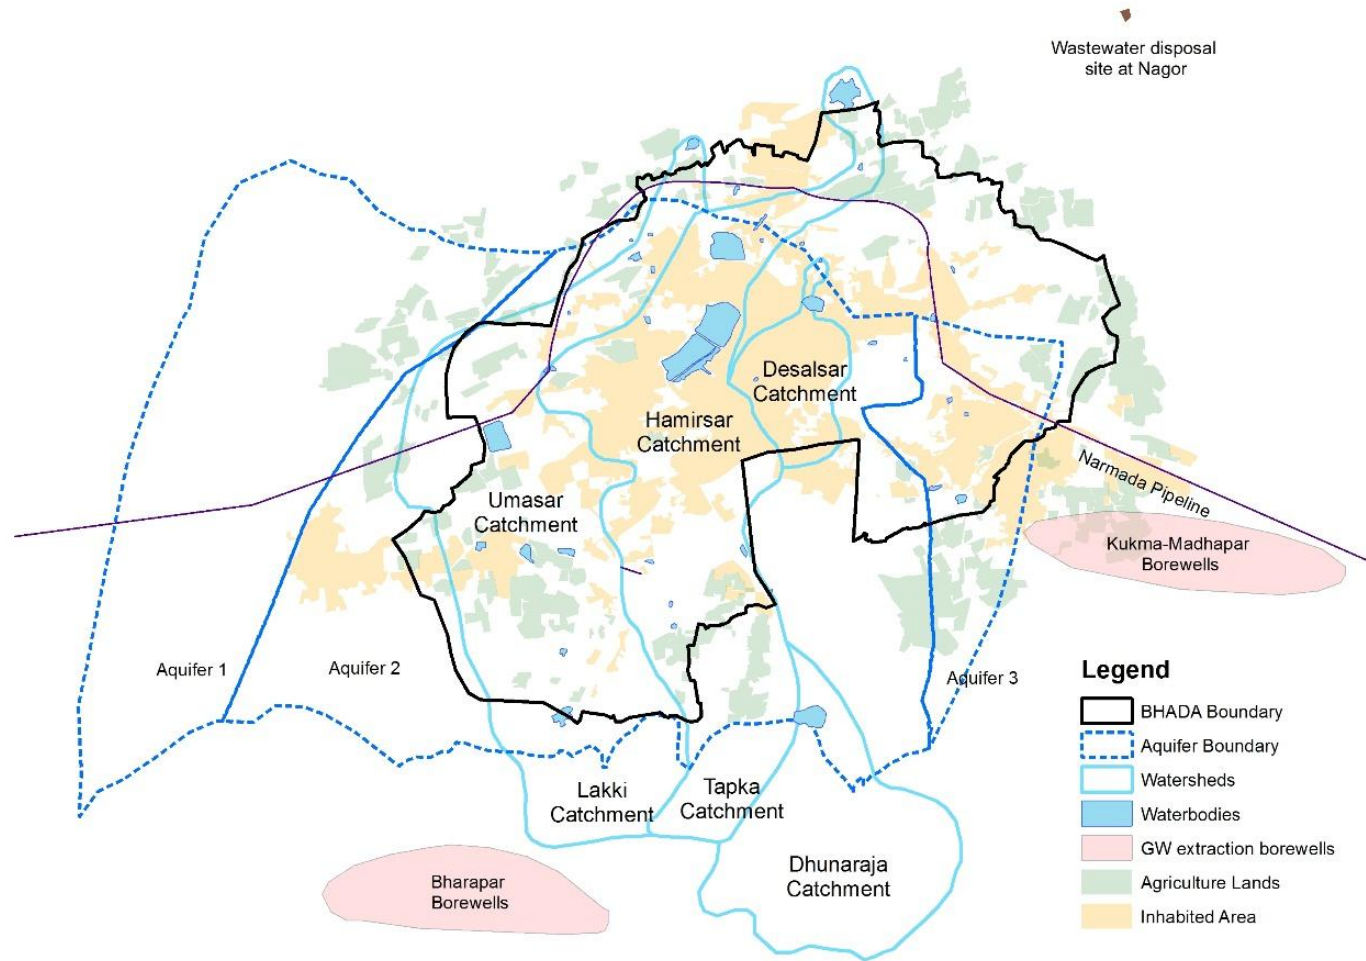 Wastewater disposal
site at Nagor
Desalsar
Catchment
Hamirsar
Catchment
Narmada Pipeline
Umasar
Catchment
Kukma-Madhapar
Borewells
Aquifer 1
Aquifer 2
Aquifer 3
Lakki
Catchment
Tapka
Catchment
Dhunaraja
Catchment
Bharapar
Borewells
Legend
BHADA Boundary
Aquifer Boundary
Watersheds
Waterbodies
GW extraction borewells
Agriculture Lands
Inhabited Area